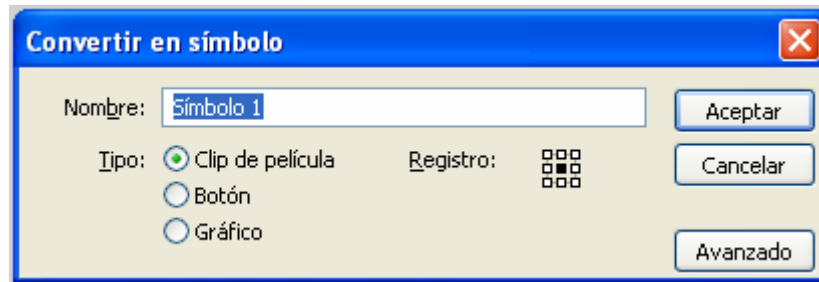 Convertir en símbolo
Nombre: Símbolo 1 Aceptar
Tipo: Clip de película Registro: Cancelar
Botón
Gráfico
Avanzado